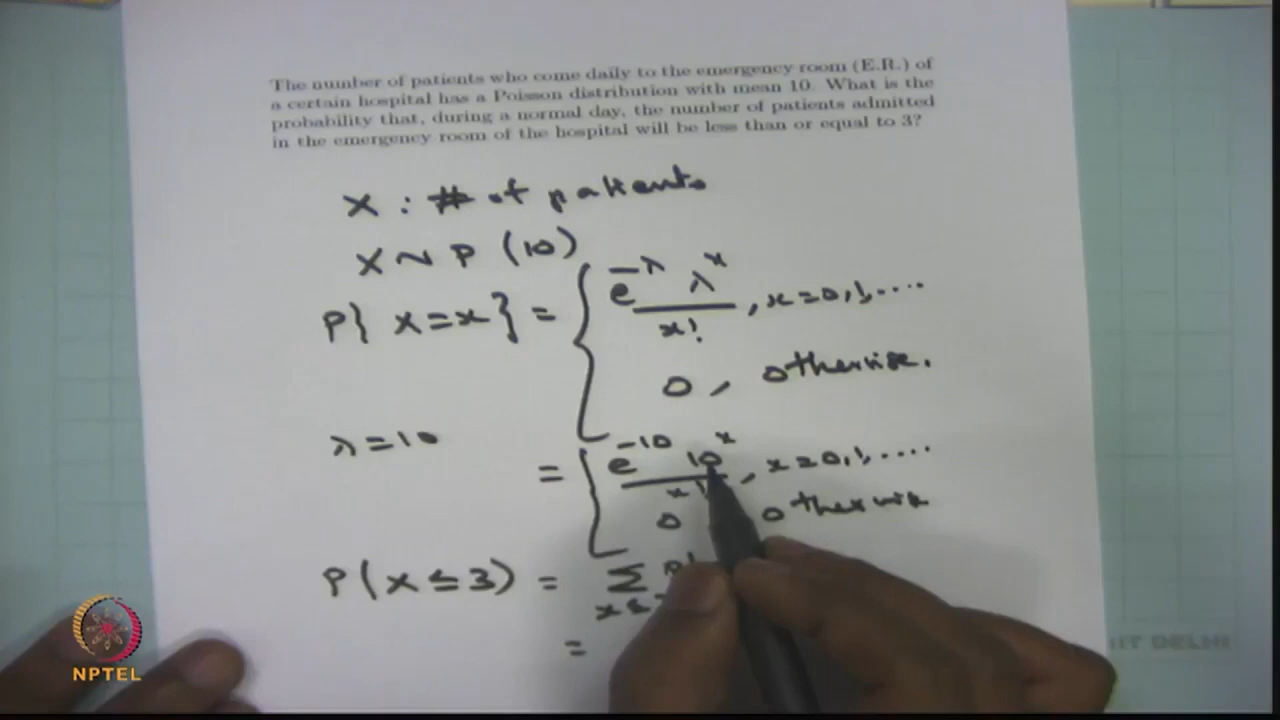 The number of patients who come daily to the emergency room (E.R.) of
a certain hospital has a Poisson distribution with mean 10. What is the
probability that, during a normal day, the number of patients admitted
in the emergency room of the hospital will be less than or equal to 3?
X : # of patients
X ~ P (10)
P{ X=x} = { e^-λ λ^x / x! , x=0,1,....
0 , otherwise.
λ=10
= { e^-10 10^x / x! , x=0,1,....
0 otherwise
P(X≤3) = Σ
=
NPTEL
IIT DELHI